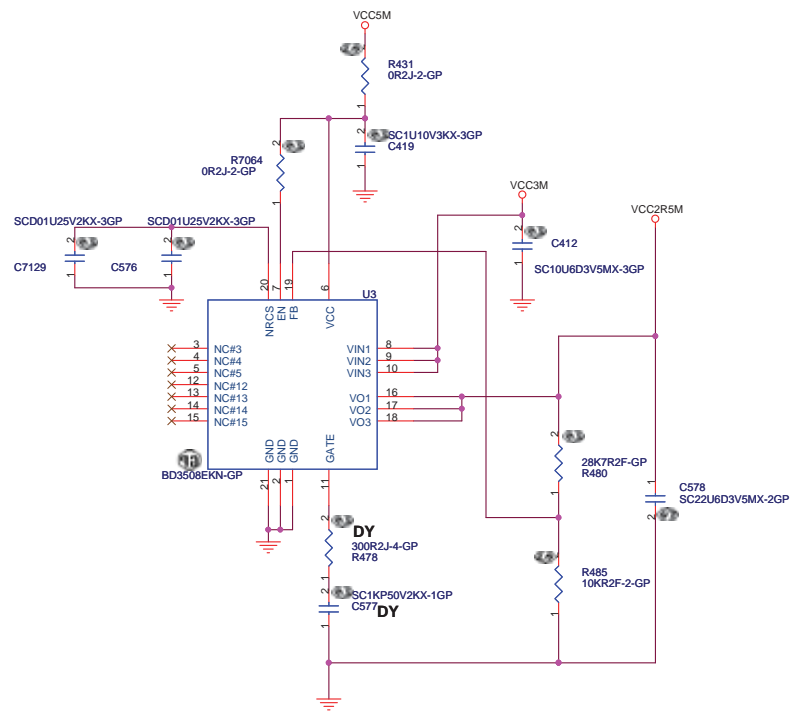 VCC5M
2
R431
0R2J-2-GP
1
2
SC1U10V3KX-3GP
C419
1
2
R7064
0R2J-2-GP
1
VCC3M
VCC2R5M
SCD01U25V2KX-3GP
SCD01U25V2KX-3GP
2
2
C7129
C576
1
1
2
C412
1
SC10U6D3V5MX-3GP
20
7
19
6
U3
NRCS
EN
FB
VCC
3 NC#3
4 NC#4
5 NC#5
12 NC#12
13 NC#13
14 NC#14
15 NC#15
VIN1 8
VIN2 9
VIN3 10
VO1 16
VO2 17
VO3 18
GND
GND
GND
GATE
BD3508EKN-GP
21
2
1
11
2
28K7R2F-GP
R480
1
1
C578
SC22U6D3V5MX-2GP
2
2
DY
300R2J-4-GP
R478
1
R485
10KR2F-2-GP
2
1
2
SC1KP50V2KX-1GP
C577
DY
1